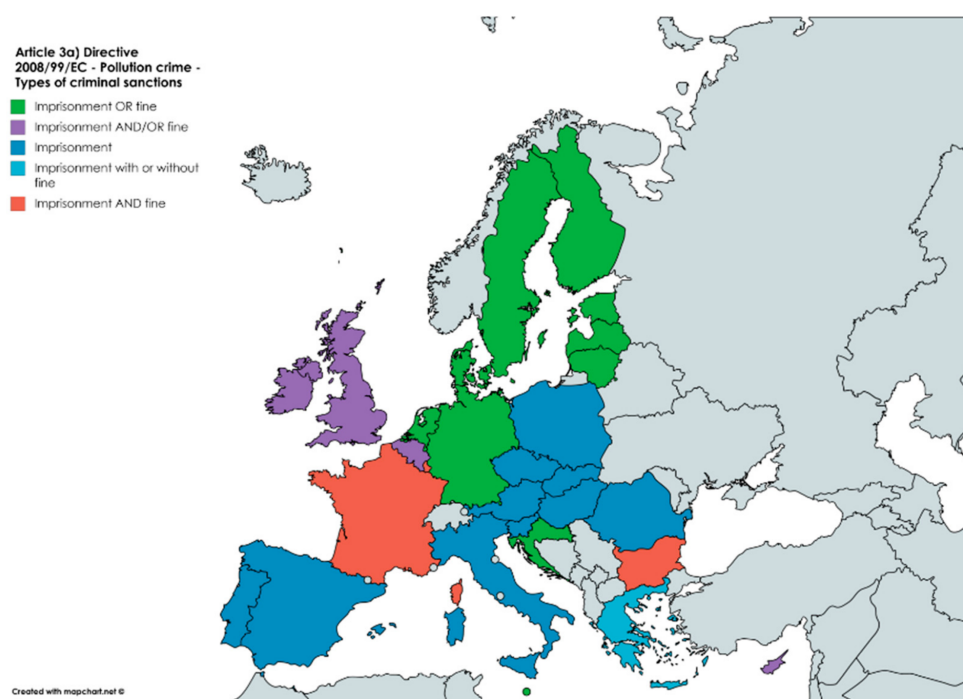 Article 3a) Directive
2008/99/EC - Pollution crime -
Types of criminal sanctions
Imprisonment OR fine
Imprisonment AND/OR fine
Imprisonment
Imprisonment with or without
fine
Imprisonment AND fine
Created with mapchart.net ©